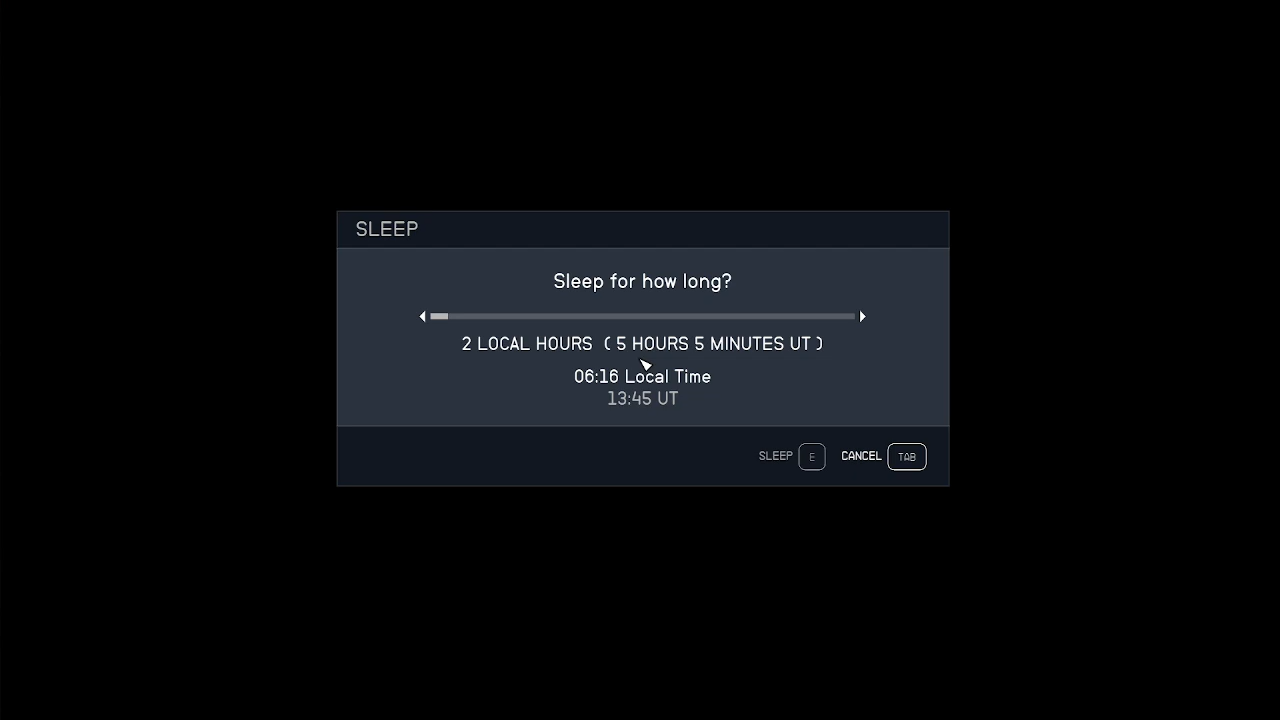 SLEEP
Sleep for how long?
2 LOCAL HOURS ( 5 HOURS 5 MINUTES UT )
06:16 Local Time
13:45 UT
SLEEP E CANCEL TAB